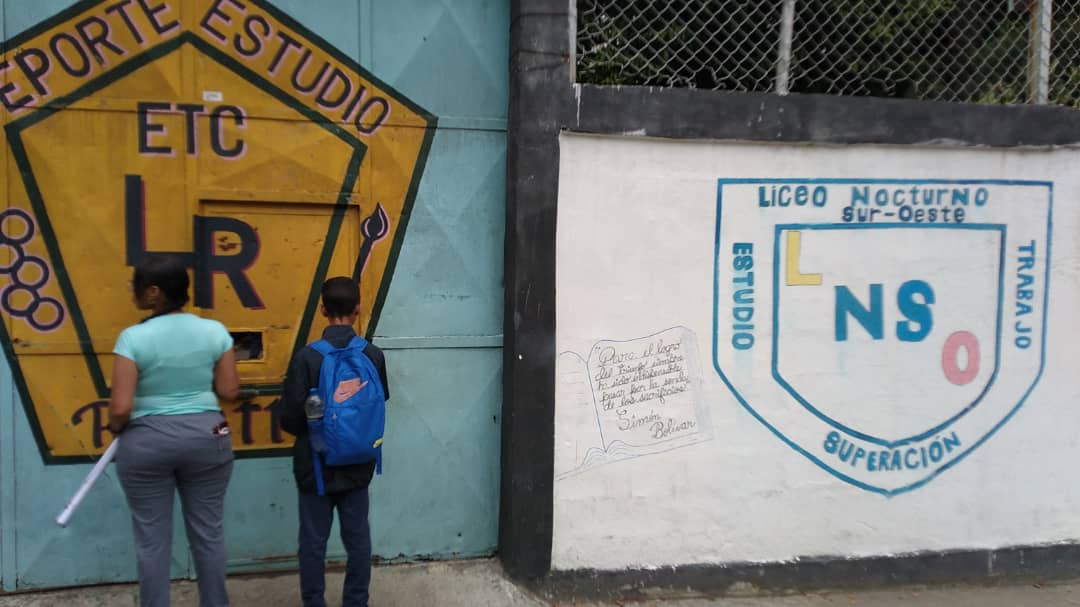 EPORTE ESTUDIO
ETC
LR
LICEO NOCTURNO
SUR-OESTE
ESTUDIO
TRABAJO
L
NS
O
SUPERACIÓN
"Para el logro
del triunfo siempre
ha sido indispensable
pasar por la senda
de los sacrificios"
Simón
Bolívar